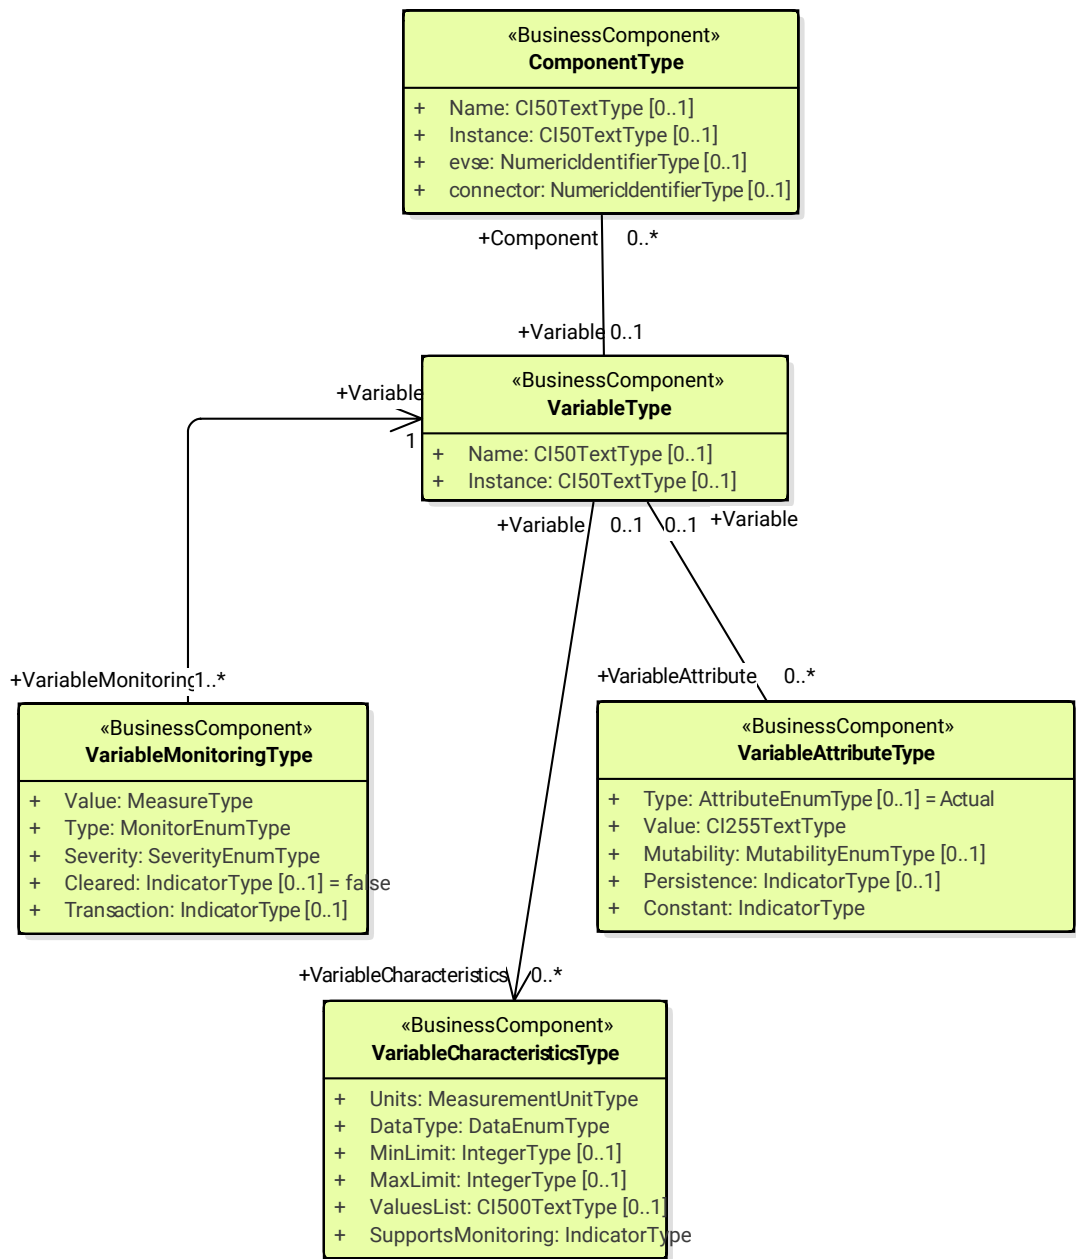 «BusinessComponent»
ComponentType
+ Name: CI50TextType [0..1]
+ Instance: CI50TextType [0..1]
+ evse: NumericIdentifierType [0..1]
+ connector: NumericIdentifierType [0..1]
+Component 0..*
+Variable 0..1
«BusinessComponent»
VariableType
+ Name: CI50TextType [0..1]
+ Instance: CI50TextType [0..1]
+Variable
1
+Variable 0..1 0..1 +Variable
+VariableMonitoring 1..*
«BusinessComponent»
VariableMonitoringType
+ Value: MeasureType
+ Type: MonitorEnumType
+ Severity: SeverityEnumType
+ Cleared: IndicatorType [0..1] = false
+ Transaction: IndicatorType [0..1]
+VariableAttribute 0..*
«BusinessComponent»
VariableAttributeType
+ Type: AttributeEnumType [0..1] = Actual
+ Value: CI255TextType
+ Mutability: MutabilityEnumType [0..1]
+ Persistence: IndicatorType [0..1]
+ Constant: IndicatorType
+VariableCharacteristics 0..*
«BusinessComponent»
VariableCharacteristicsType
+ Units: MeasurementUnitType
+ DataType: DataEnumType
+ MinLimit: IntegerType [0..1]
+ MaxLimit: IntegerType [0..1]
+ ValuesList: CI500TextType [0..1]
+ SupportsMonitoring: IndicatorType